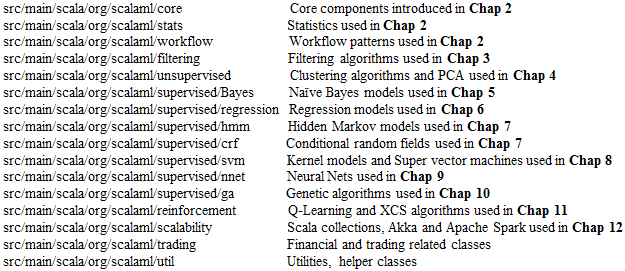 src/main/scala/org/scalaml/core Core components introduced in Chap 2
src/main/scala/org/scalaml/stats Statistics used in Chap 2
src/main/scala/org/scalaml/workflow Workflow patterns used in Chap 2
src/main/scala/org/scalaml/filtering Filtering algorithms used in Chap 3
src/main/scala/org/scalaml/unsupervised Clustering algorithms and PCA used in Chap 4
src/main/scala/org/scalaml/supervised/Bayes Naïve Bayes models used in Chap 5
src/main/scala/org/scalaml/supervised/regression Regression models used in Chap 6
src/main/scala/org/scalaml/supervised/hmm Hidden Markov models used in Chap 7
src/main/scala/org/scalaml/supervised/crf Conditional random fields used in Chap 7
src/main/scala/org/scalaml/supervised/svm Kernel models and Super vector machines used in Chap 8
src/main/scala/org/scalaml/supervised/nnet Neural Nets used in Chap 9
src/main/scala/org/scalaml/supervised/ga Genetic algorithms used in Chap 10
src/main/scala/org/scalaml/reinforcement Q-Learning and XCS algorithms used in Chap 11
src/main/scala/org/scalaml/scalability Scala collections, Akka and Apache Spark used in Chap 12
src/main/scala/org/scalaml/trading Financial and trading related classes
src/main/scala/org/scalaml/util Utilities, helper classes